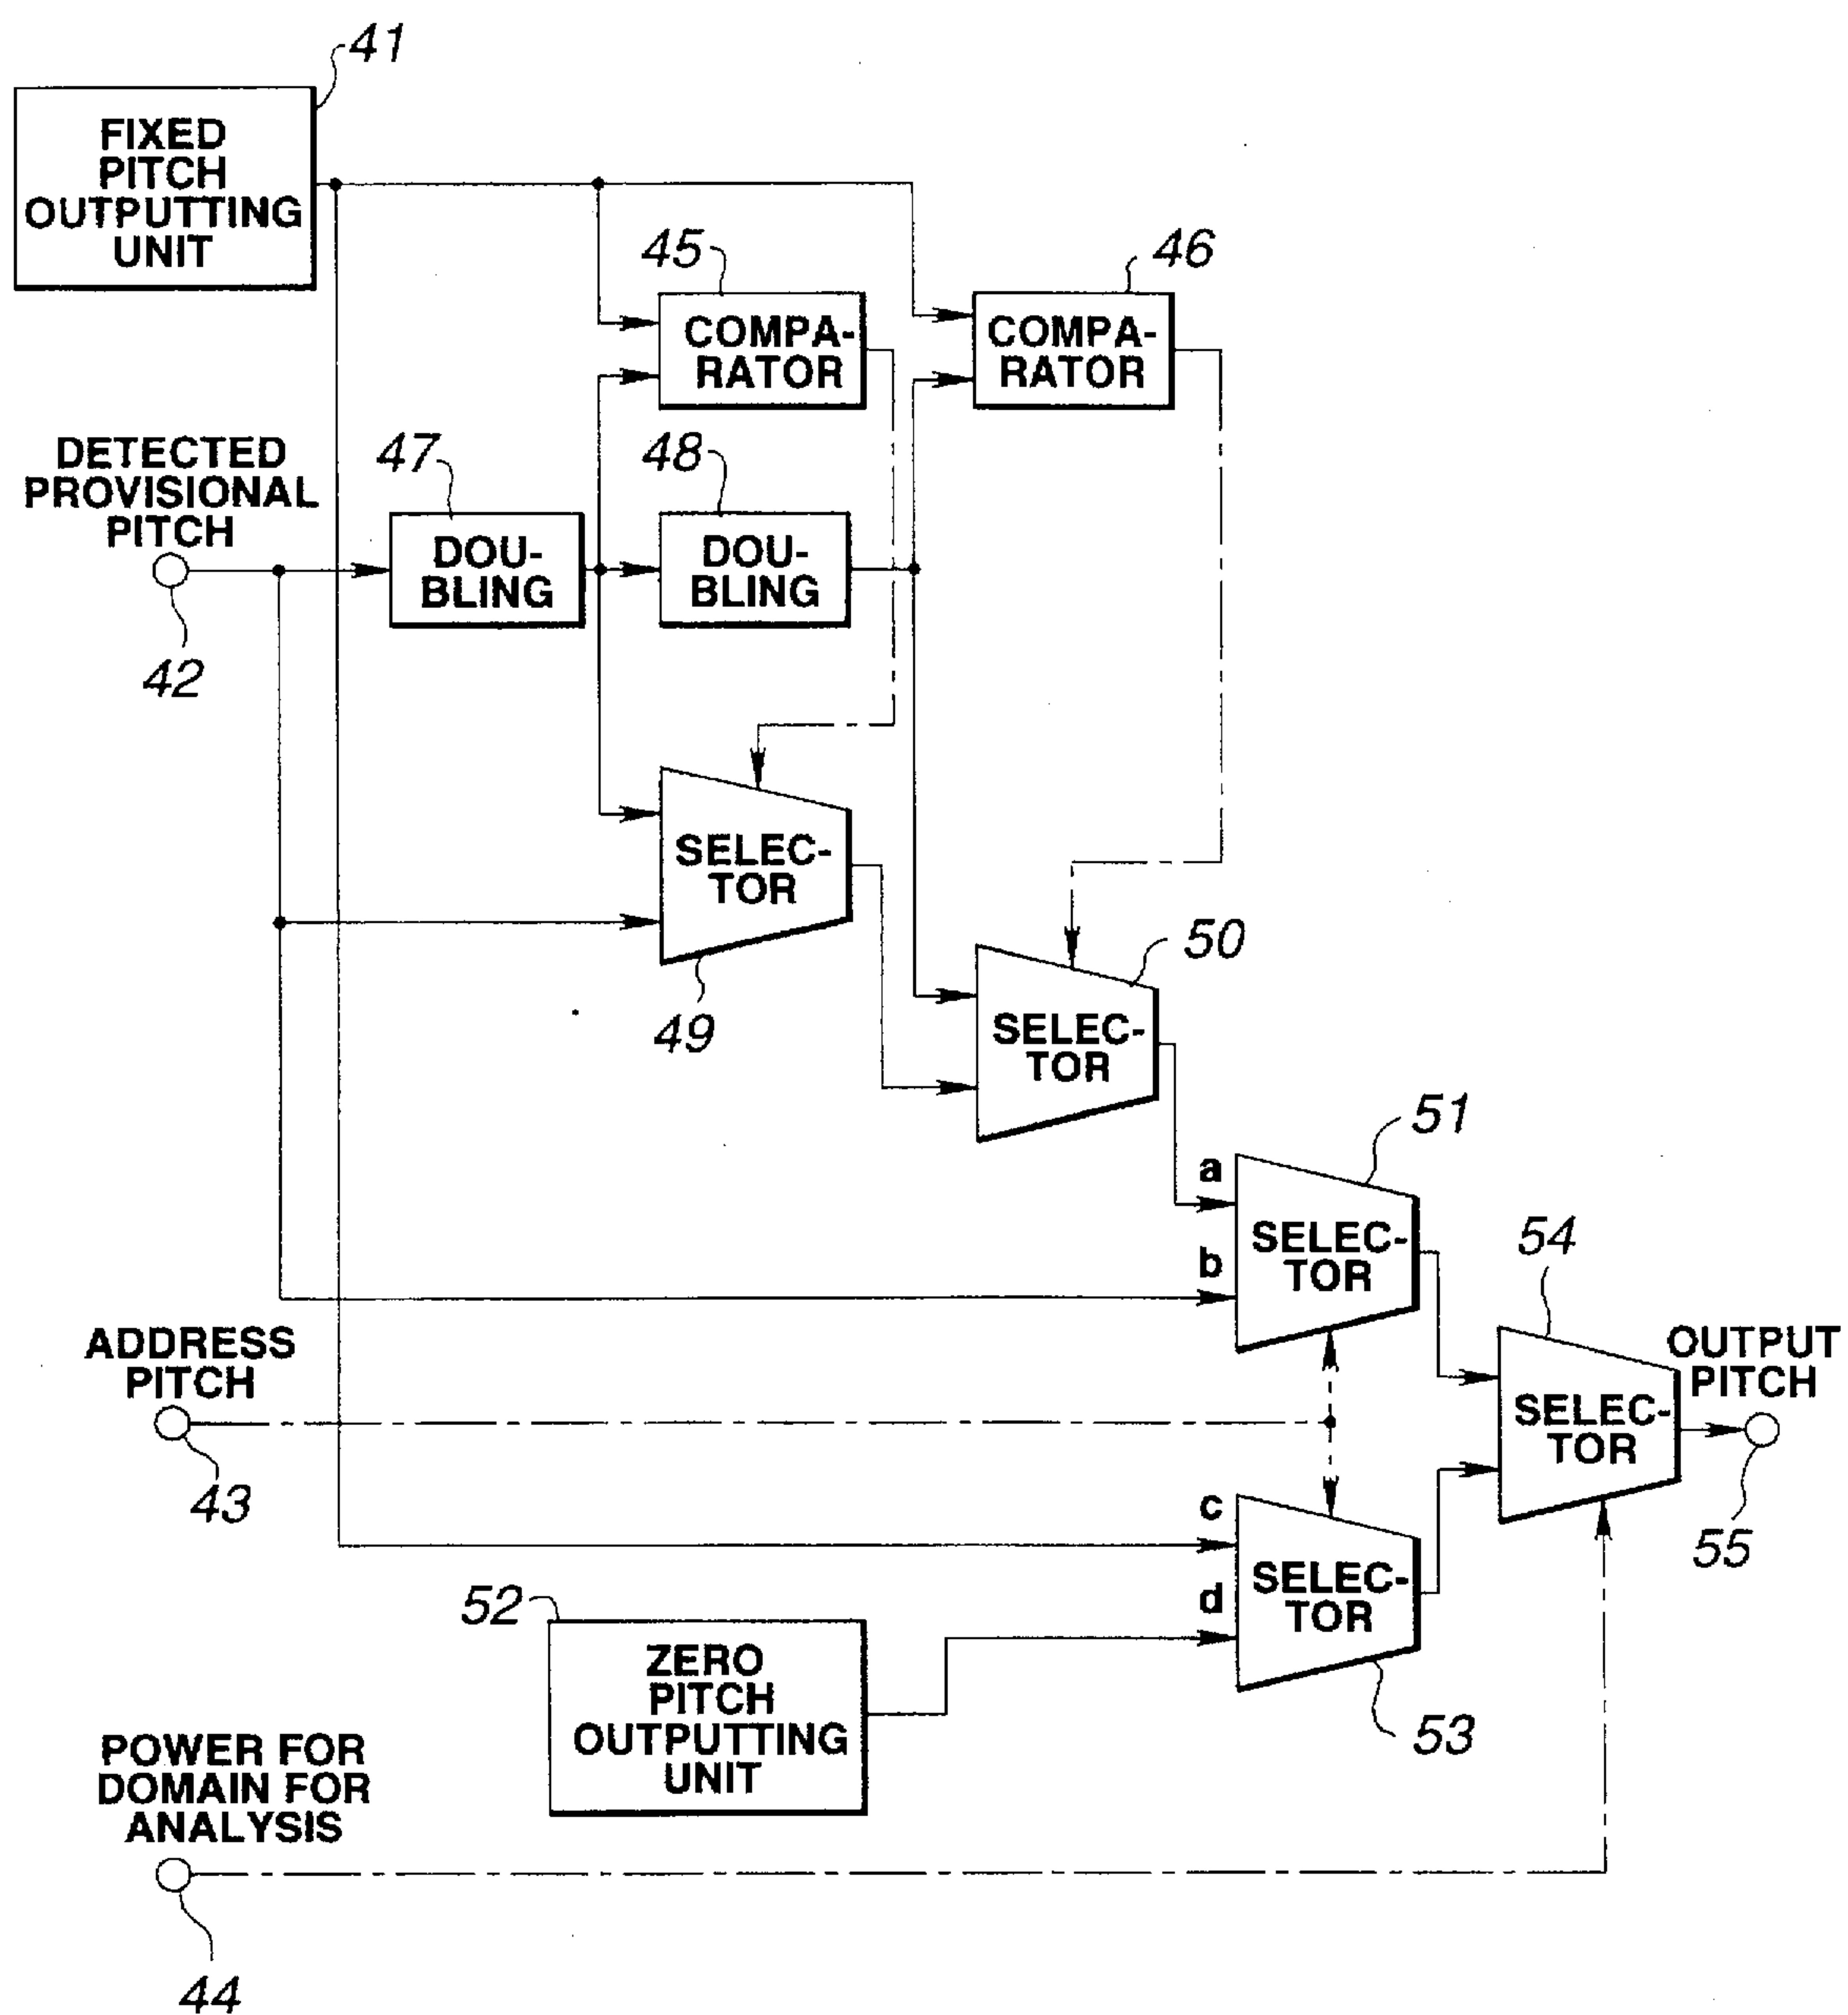 41
FIXED
PITCH
OUTPUTTING
UNIT
45
COMPA-
RATOR
46
COMPA-
RATOR
DETECTED
PROVISIONAL
PITCH
42
47
DOU-
BLING
48
DOU-
BLING
SELEC-
TOR
49
50
SELEC-
TOR
51
a
b
SELEC-
TOR
54
ADDRESS
PITCH
43
OUTPUT
PITCH
SELEC-
TOR
55
c
d
SELEC-
TOR
53
52
ZERO
PITCH
OUTPUTTING
UNIT
POWER FOR
DOMAIN FOR
ANALYSIS
44